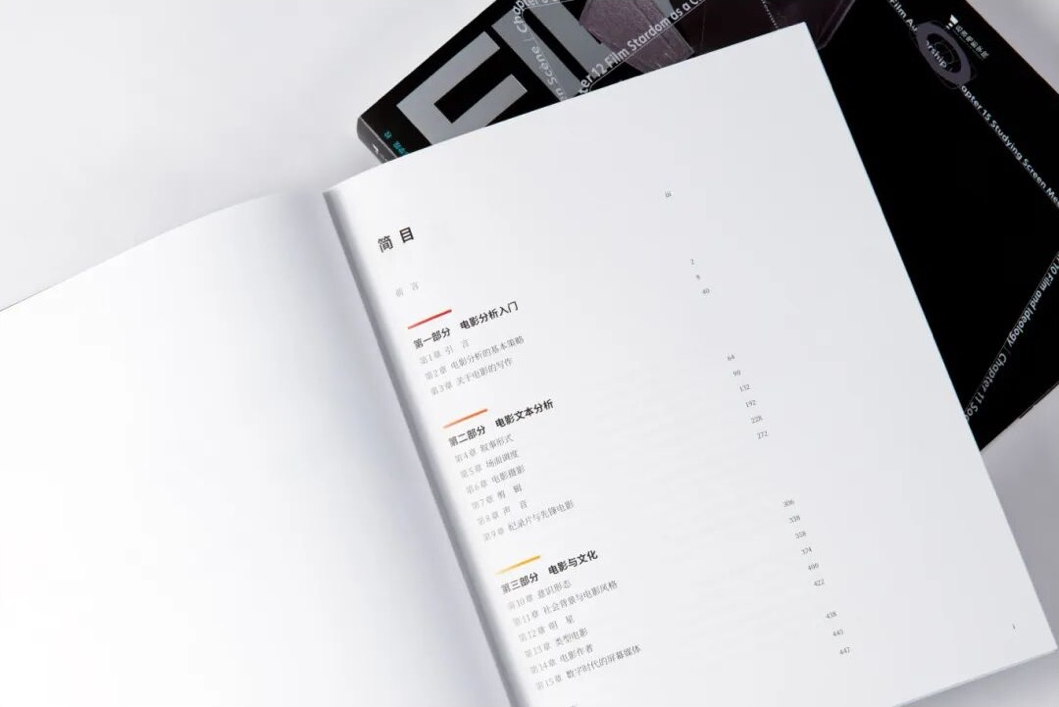 Chapter 12 Film Stardom as a C
Film Au
rship
apter 15 Studying Screen Me
10 Film and Ideology / Chapter 11 Soc
简 目
前 言
第一部分 电影分析入门
第1章 引 言 2
第2章 电影分析的基本策略 9
第3章 关于电影的写作 40
第二部分 电影文本分析
第4章 叙事形式 64
第5章 场面调度 90
第6章 电影摄影 132
第7章 剪 辑 192
第8章 声 音 228
第9章 纪录片与先锋电影 272
第三部分 电影与文化
第10章 意识形态 306
第11章 社会背景与电影风格 338
第12章 明 星 358
第13章 类型电影 374
第14章 电影作者 400
第15章 数字时代的屏幕媒体 422
438
442